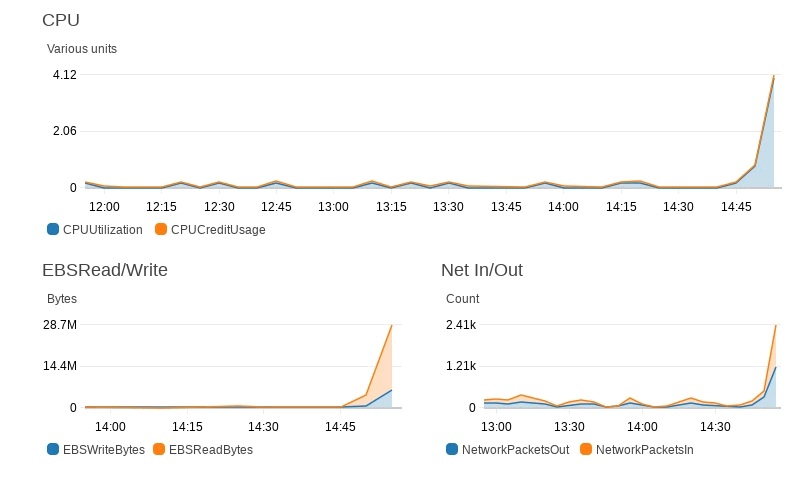 CPU
Various units
4.12
2.06
0
12:00 12:15 12:30 12:45 13:00 13:15 13:30 13:45 14:00 14:15 14:30 14:45
CPUUtilization CPUCreditUsage
EBSRead/Write
Bytes
28.7M
14.4M
0
14:00 14:15 14:30 14:45
EBSWriteBytes EBSReadBytes
Net In/Out
Count
2.41k
1.21k
0
13:00 13:30 14:00 14:30
NetworkPacketsOut NetworkPacketsIn